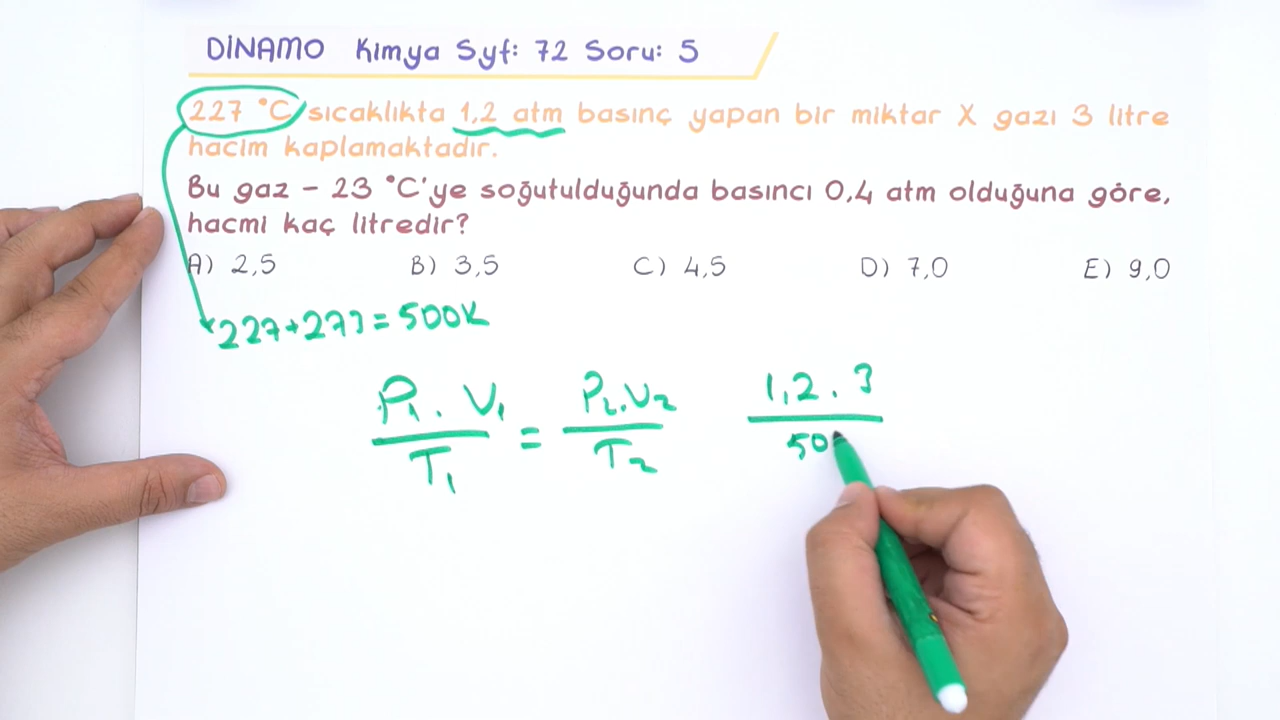 DİNAMO Kimya Syf: 72 Soru: 5
227 °C sıcaklıkta 1,2 atm basınç yapan bir miktar X gazı 3 litre
hacim kaplamaktadır.
Bu gaz - 23 °C'ye soğutulduğunda basıncı 0,4 atm olduğuna göre,
hacmi kaç litredir?
A) 2,5 B) 3,5 C) 4,5 D) 7,0 E) 9,0
227+273=500K
P₁ . V₁ = P₂.V₂ 1,2 . 3
T₁ T₂ 50